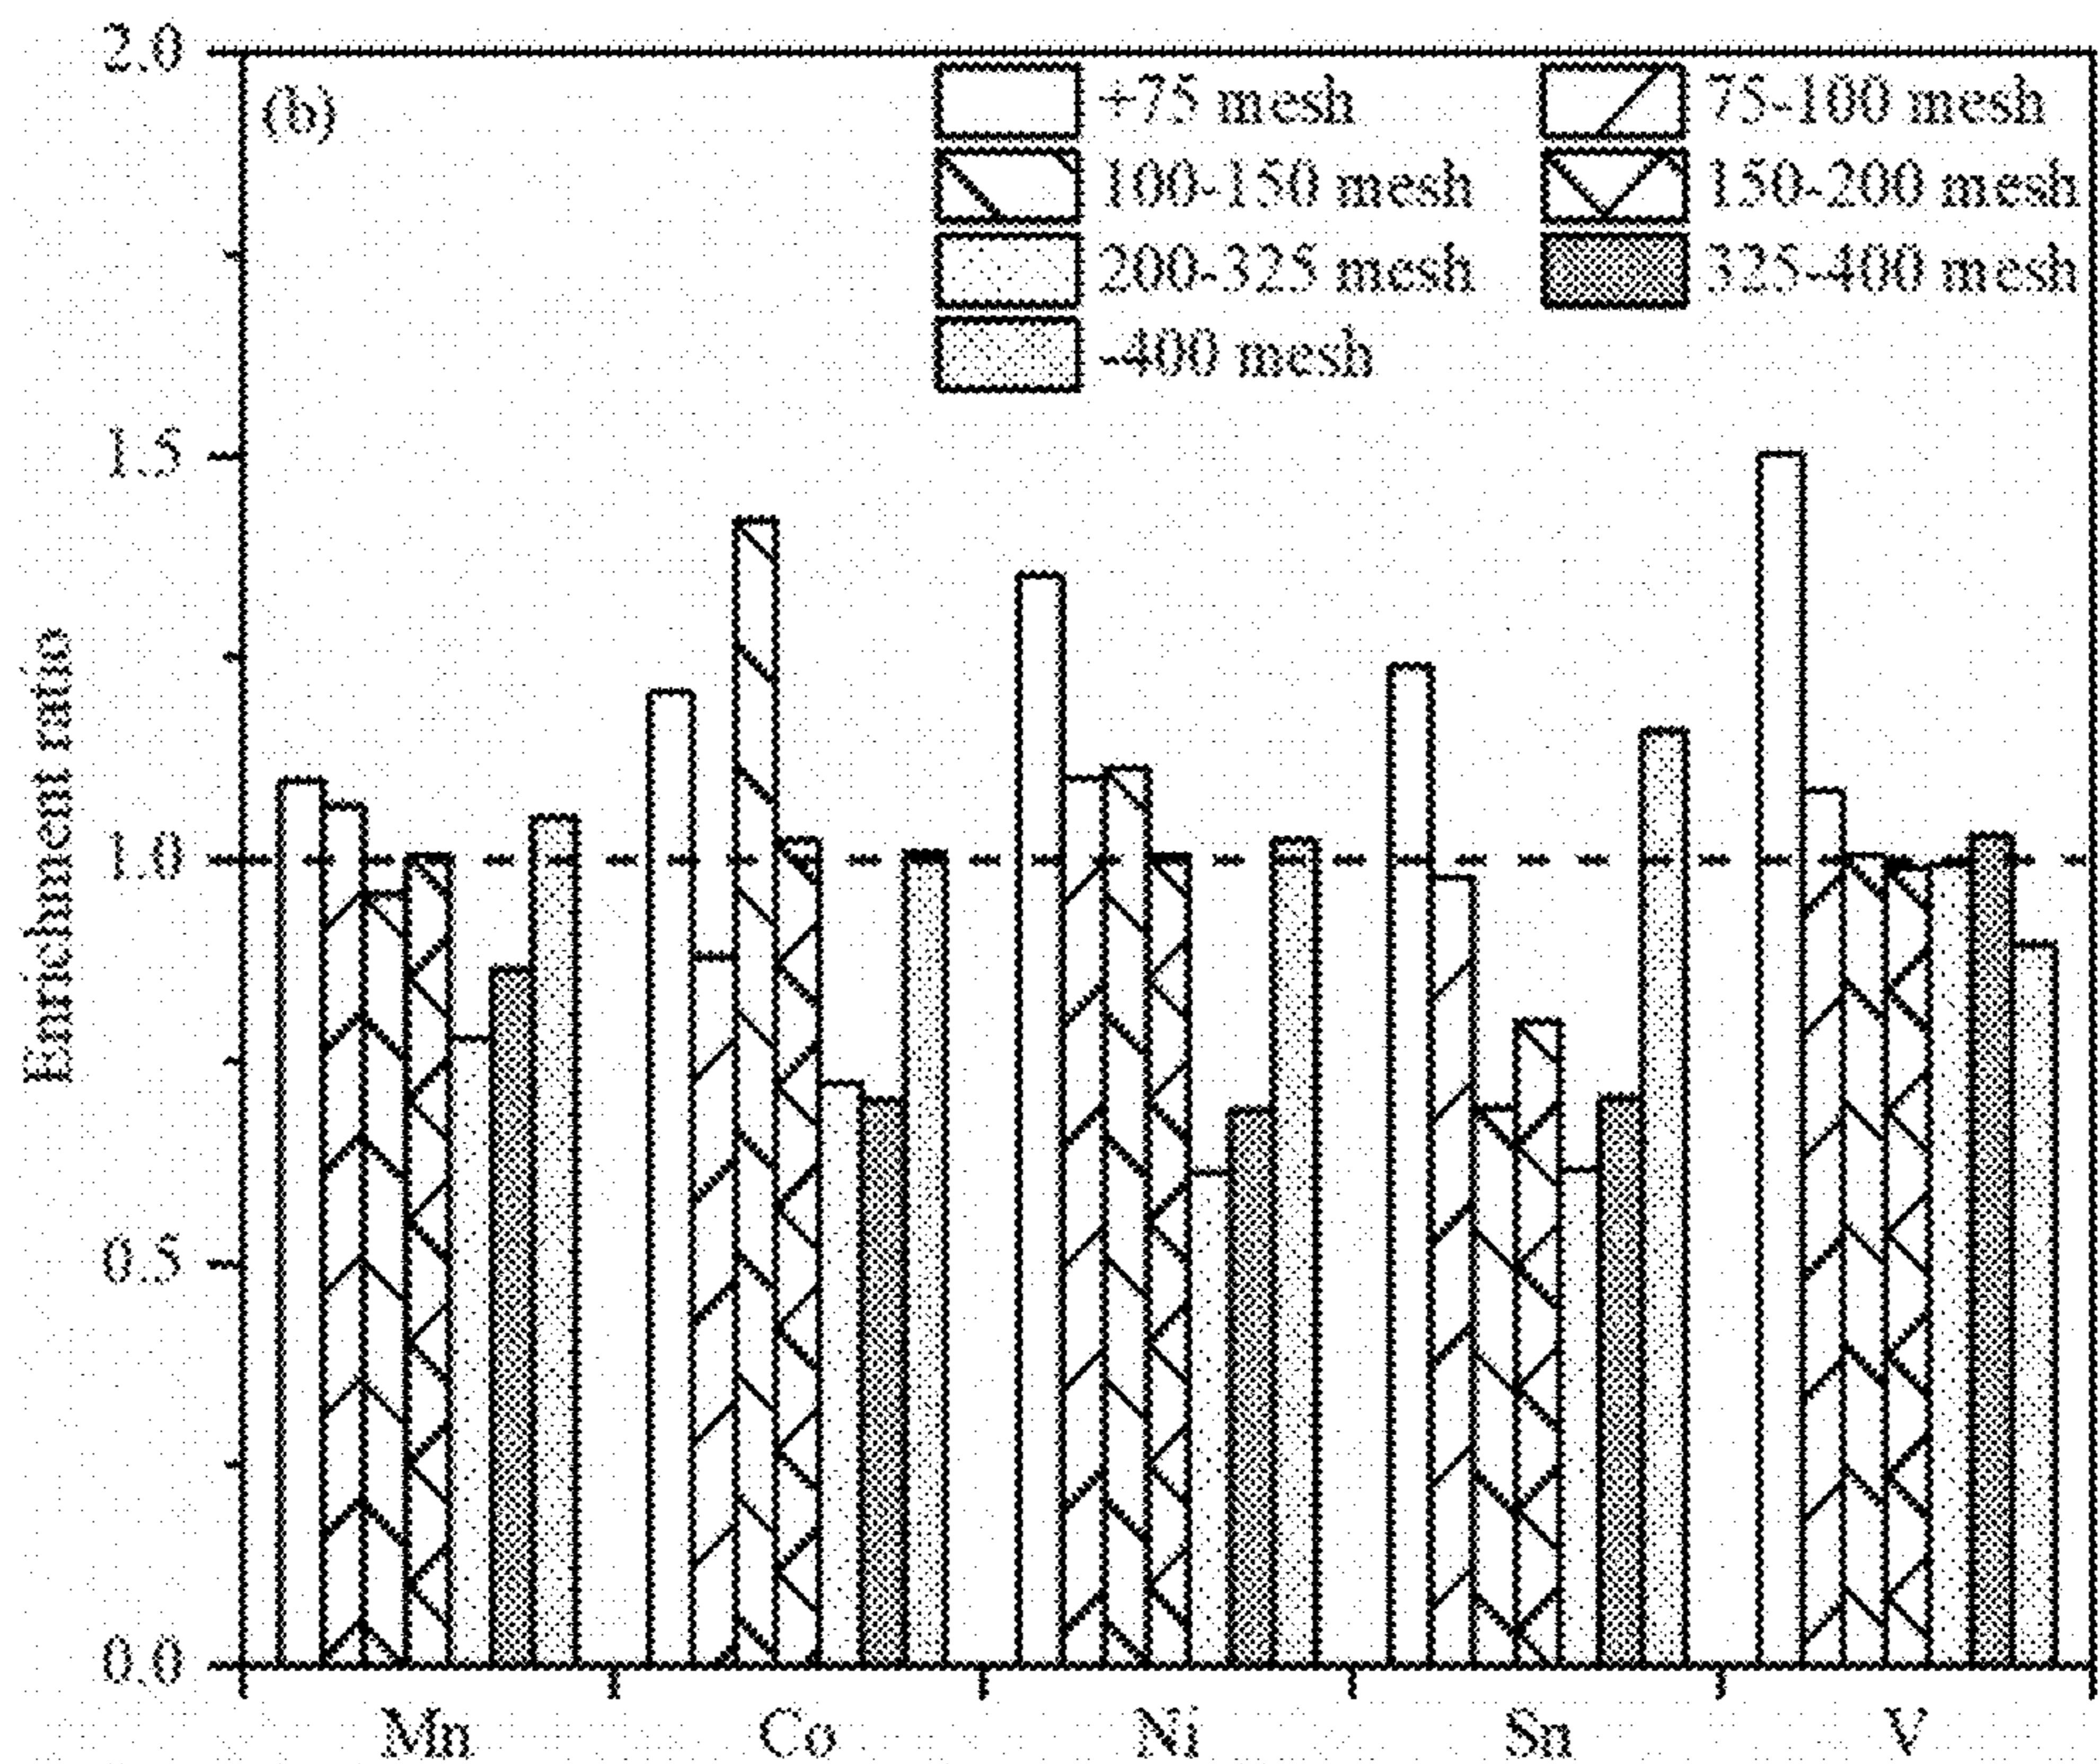 2.0
(b)
+75 mesh
75-100 mesh
100-150 mesh
150-200 mesh
200-325 mesh
325-400 mesh
-400 mesh
1.5
1.0
0.5
0.0
Enrichment ratio
Mn Co Ni Sn V